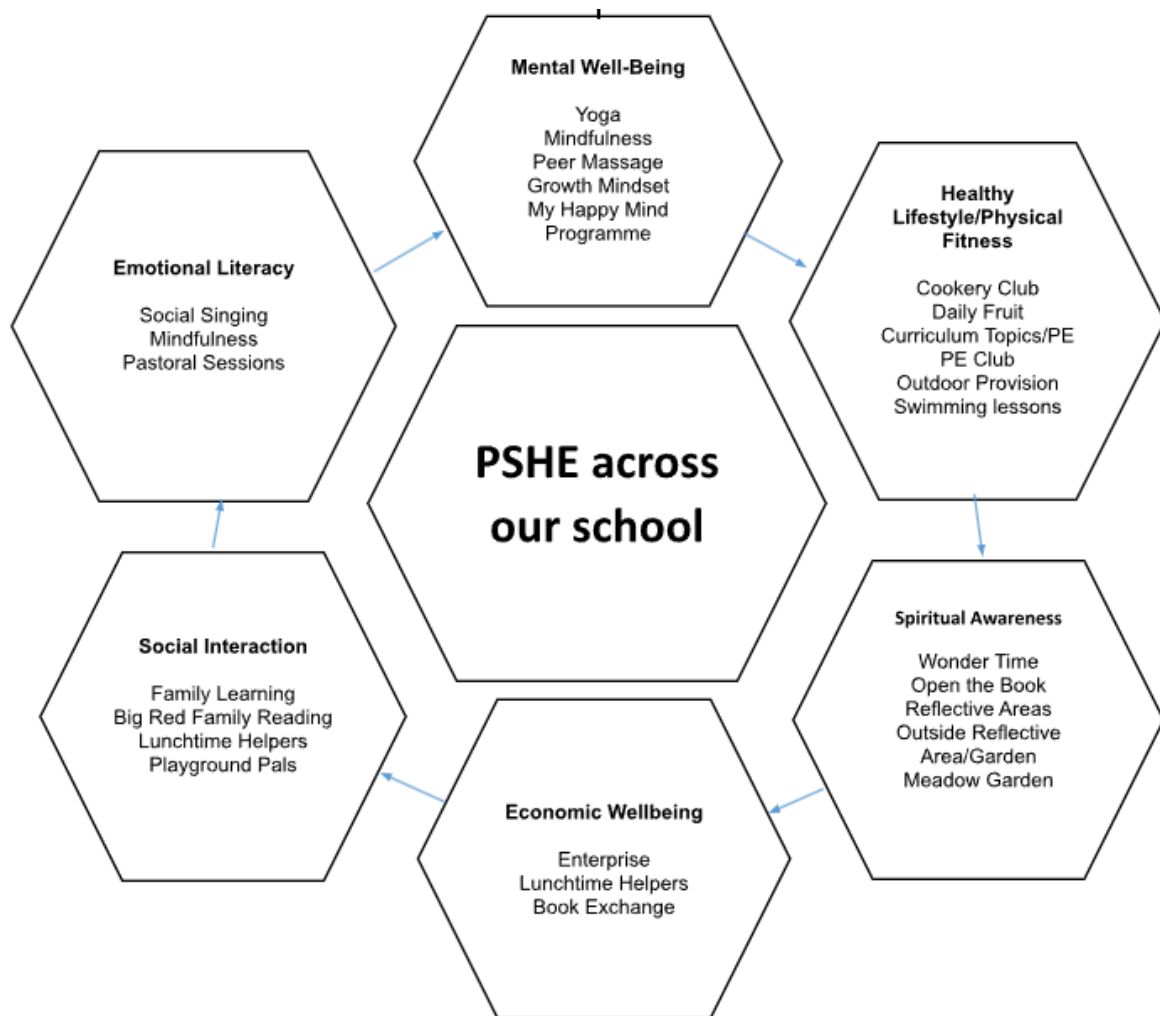 Mental Well-Being
Yoga
Mindfulness
Peer Massage
Growth Mindset
My Happy Mind
Programme
Healthy
Lifestyle/Physical
Fitness
Cookery Club
Daily Fruit
Curriculum Topics/PE
PE Club
Outdoor Provision
Swimming lessons
Spiritual Awareness
Wonder Time
Open the Book
Reflective Areas
Outside Reflective
Area/Garden
Meadow Garden
Economic Wellbeing
Enterprise
Lunchtime Helpers
Book Exchange
Social Interaction
Family Learning
Big Red Family Reading
Lunchtime Helpers
Playground Pals
Emotional Literacy
Social Singing
Mindfulness
Pastoral Sessions
PSHE across
our school